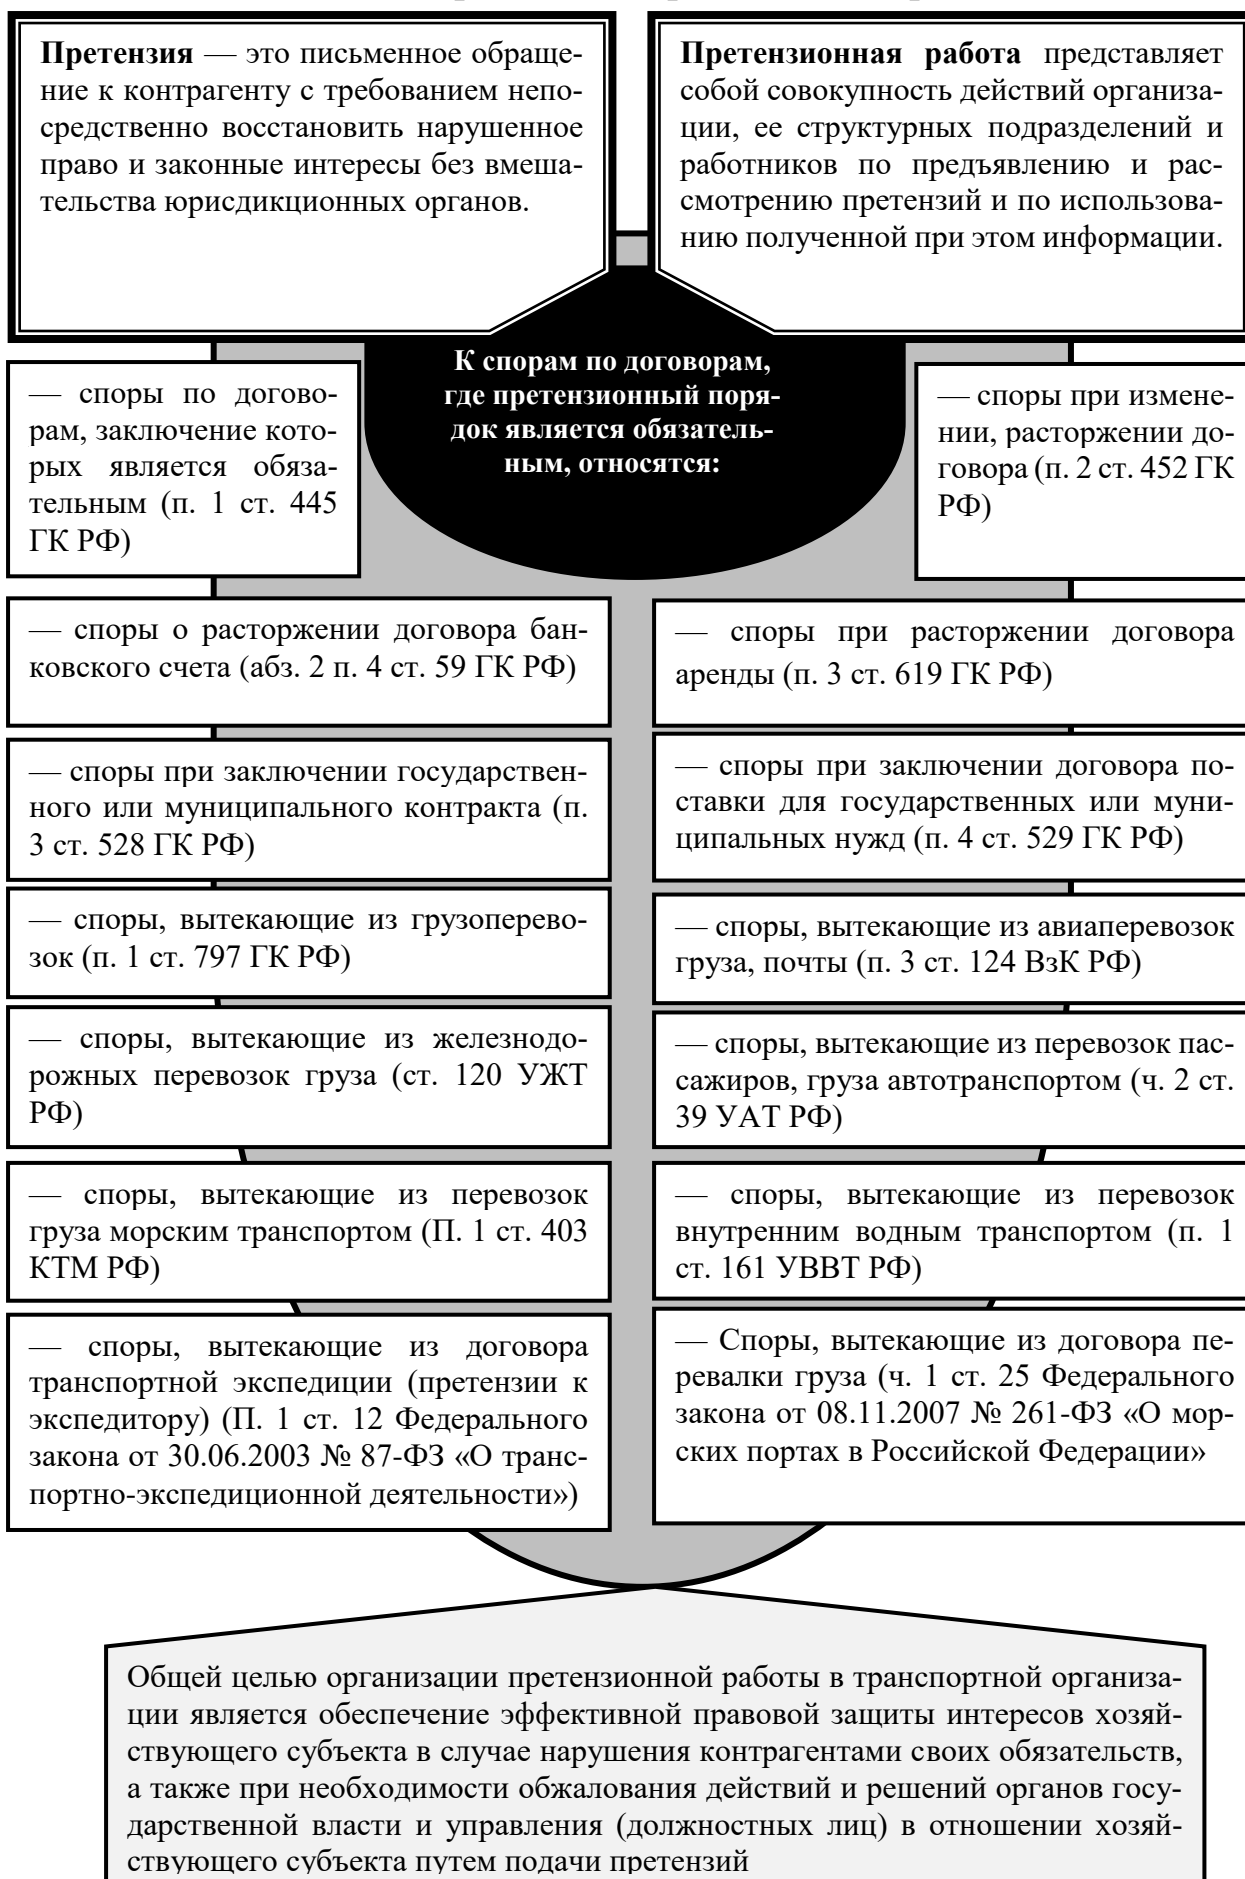 Претензия — это письменное обраще-
ние к контрагенту с требованием непо-
средственно восстановить нарушенное
право и законные интересы без вмеша-
тельства юрисдикционных органов.
Претензионная работа представляет
собой совокупность действий организа-
ции, ее структурных подразделений и
работников по предъявлению и рас-
смотрению претензий и по использова-
нию полученной при этом информации.
К спорам по договорам,
где претензионный поря-
док является обязатель-
ным, относятся:
— споры по догово-
рам, заключение кото-
рых является обяза-
тельным (п. 1 ст. 445
ГК РФ)
— споры при измене-
нии, расторжении до-
говора (п. 2 ст. 452 ГК
РФ)
— споры о расторжении договора бан-
ковского счета (абз. 2 п. 4 ст. 59 ГК РФ)
— споры при расторжении договора
аренды (п. 3 ст. 619 ГК РФ)
— споры при заключении государствен-
ного или муниципального контракта (п.
3 ст. 528 ГК РФ)
— споры при заключении договора по-
ставки для государственных или муни-
ципальных нужд (п. 4 ст. 529 ГК РФ)
— споры, вытекающие из грузоперево-
зок (п. 1 ст. 797 ГК РФ)
— споры, вытекающие из авиаперевозок
груза, почты (п. 3 ст. 124 ВзК РФ)
— споры, вытекающие из железнодо-
рожных перевозок груза (ст. 120 УЖТ
РФ)
— споры, вытекающие из перевозок пас-
сажиров, груза автотранспортом (ч. 2 ст.
39 УАТ РФ)
— споры, вытекающие из перевозок
груза морским транспортом (П. 1 ст. 403
КТМ РФ)
— споры, вытекающие из перевозок
внутренним водным транспортом (п. 1
ст. 161 УВВТ РФ)
— споры, вытекающие из договора
транспортной экспедиции (претензии к
экспедитору) (П. 1 ст. 12 Федерального
закона от 30.06.2003 № 87-ФЗ «О транс-
портно-экспедиционной деятельности»)
— Споры, вытекающие из договора пе-
ревалки груза (ч. 1 ст. 25 Федерального
закона от 08.11.2007 № 261-ФЗ «О мор-
ских портах в Российской Федерации»
Общей целью организации претензионной работы в транспортной организа-
ции является обеспечение эффективной правовой защиты интересов хозяй-
ствующего субъекта в случае нарушения контрагентами своих обязательств,
а также при необходимости обжалования действий и решений органов госу-
дарственной власти и управления (должностных лиц) в отношении хозяй-
ствующего субъекта путем подачи претензий